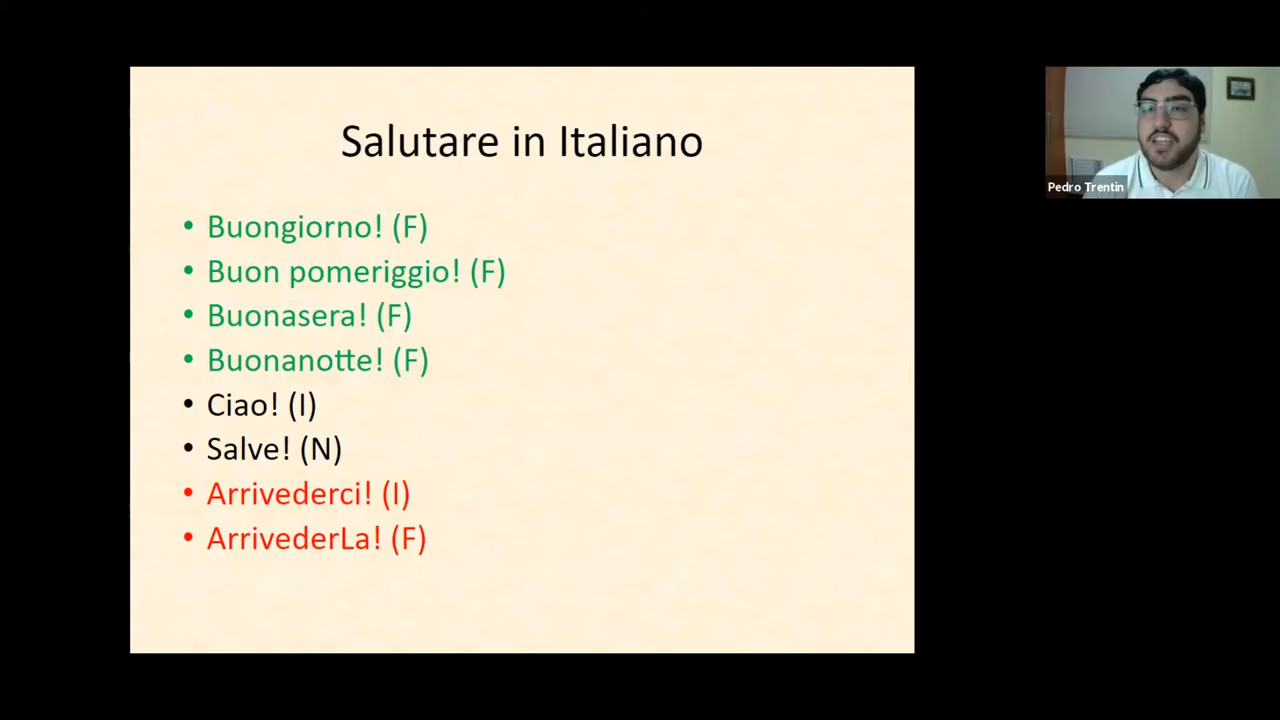 Salutare in Italiano
• Buongiorno! (F)
• Buon pomeriggio! (F)
• Buonasera! (F)
• Buonanotte! (F)
• Ciao! (I)
• Salve! (N)
• Arrivederci! (I)
• ArrivederLa! (F)
Pedro Trentin